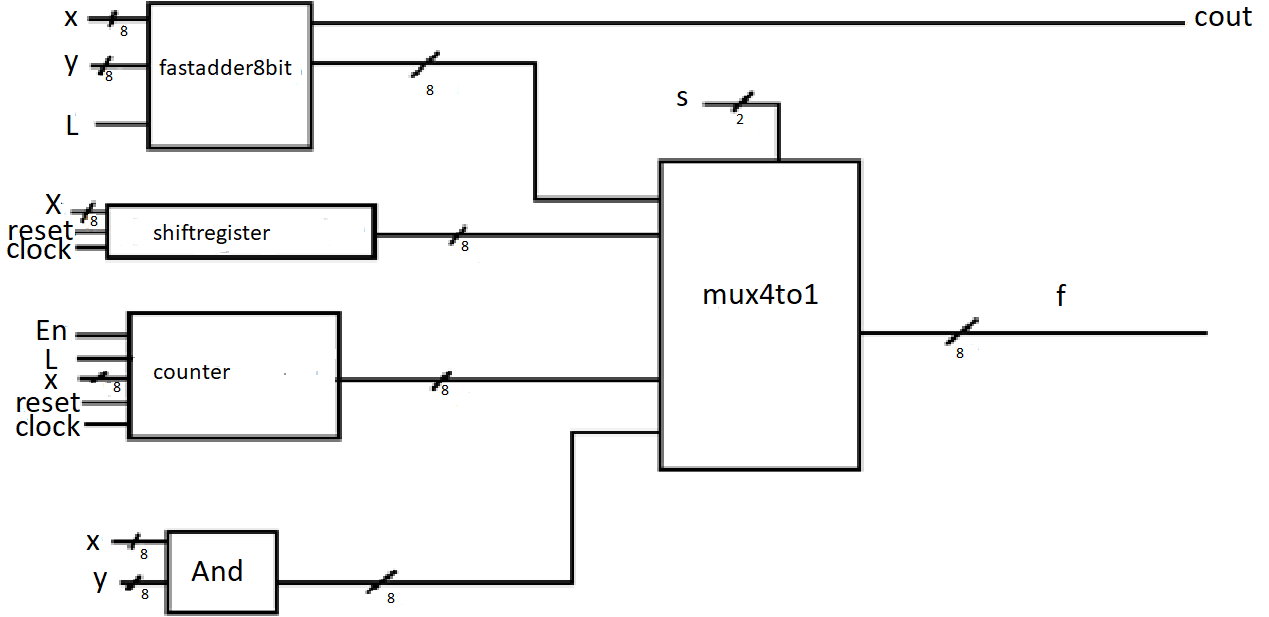 x
8
cout
y
8
fastadder8bit
8
L
s
2
X
8
reset
clock
shiftregister
8
mux4to1
f
8
En
L
x
8
reset
clock
counter
8
x
8
y
8
And
8